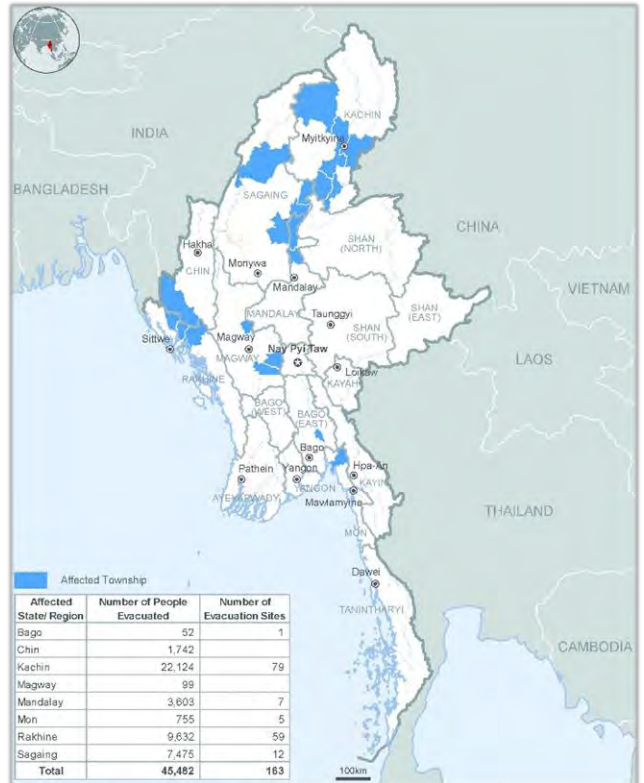 KACHIN
INDIA
Myitkyina
BANGLADESH
SAGAING
CHINA
SHAN
(NORTH)
Hakha
CHIN
Monywa
Mandalay
VIETNAM
MANDALAY
Taunggyi
SHAN
(EAST)
SHAN
(SOUTH)
Sittwe
Magway
MAGWAY
Nay Pyi Taw
LAOS
RAKHINE
Loikaw
KAYAH
BAGO
(WEST)
BAGO
(EAST)
Bago
Pathein
Yangon
Hpa-An
KAYIN
YANGON
AYEYARWADY
Mawlamyine
THAILAND
MON
Dawei
TANINTHARYI
CAMBODIA
Affected Township
Affected State/ Region Number of People Evacuated Number of Evacuation Sites
Bago 52 1
Chin 1,742
Kachin 22,124 79
Magway 99
Mandalay 3,603 7
Mon 755 5
Rakhine 9,632 59
Sagaing 7,475 12
Total 45,482 163
100km